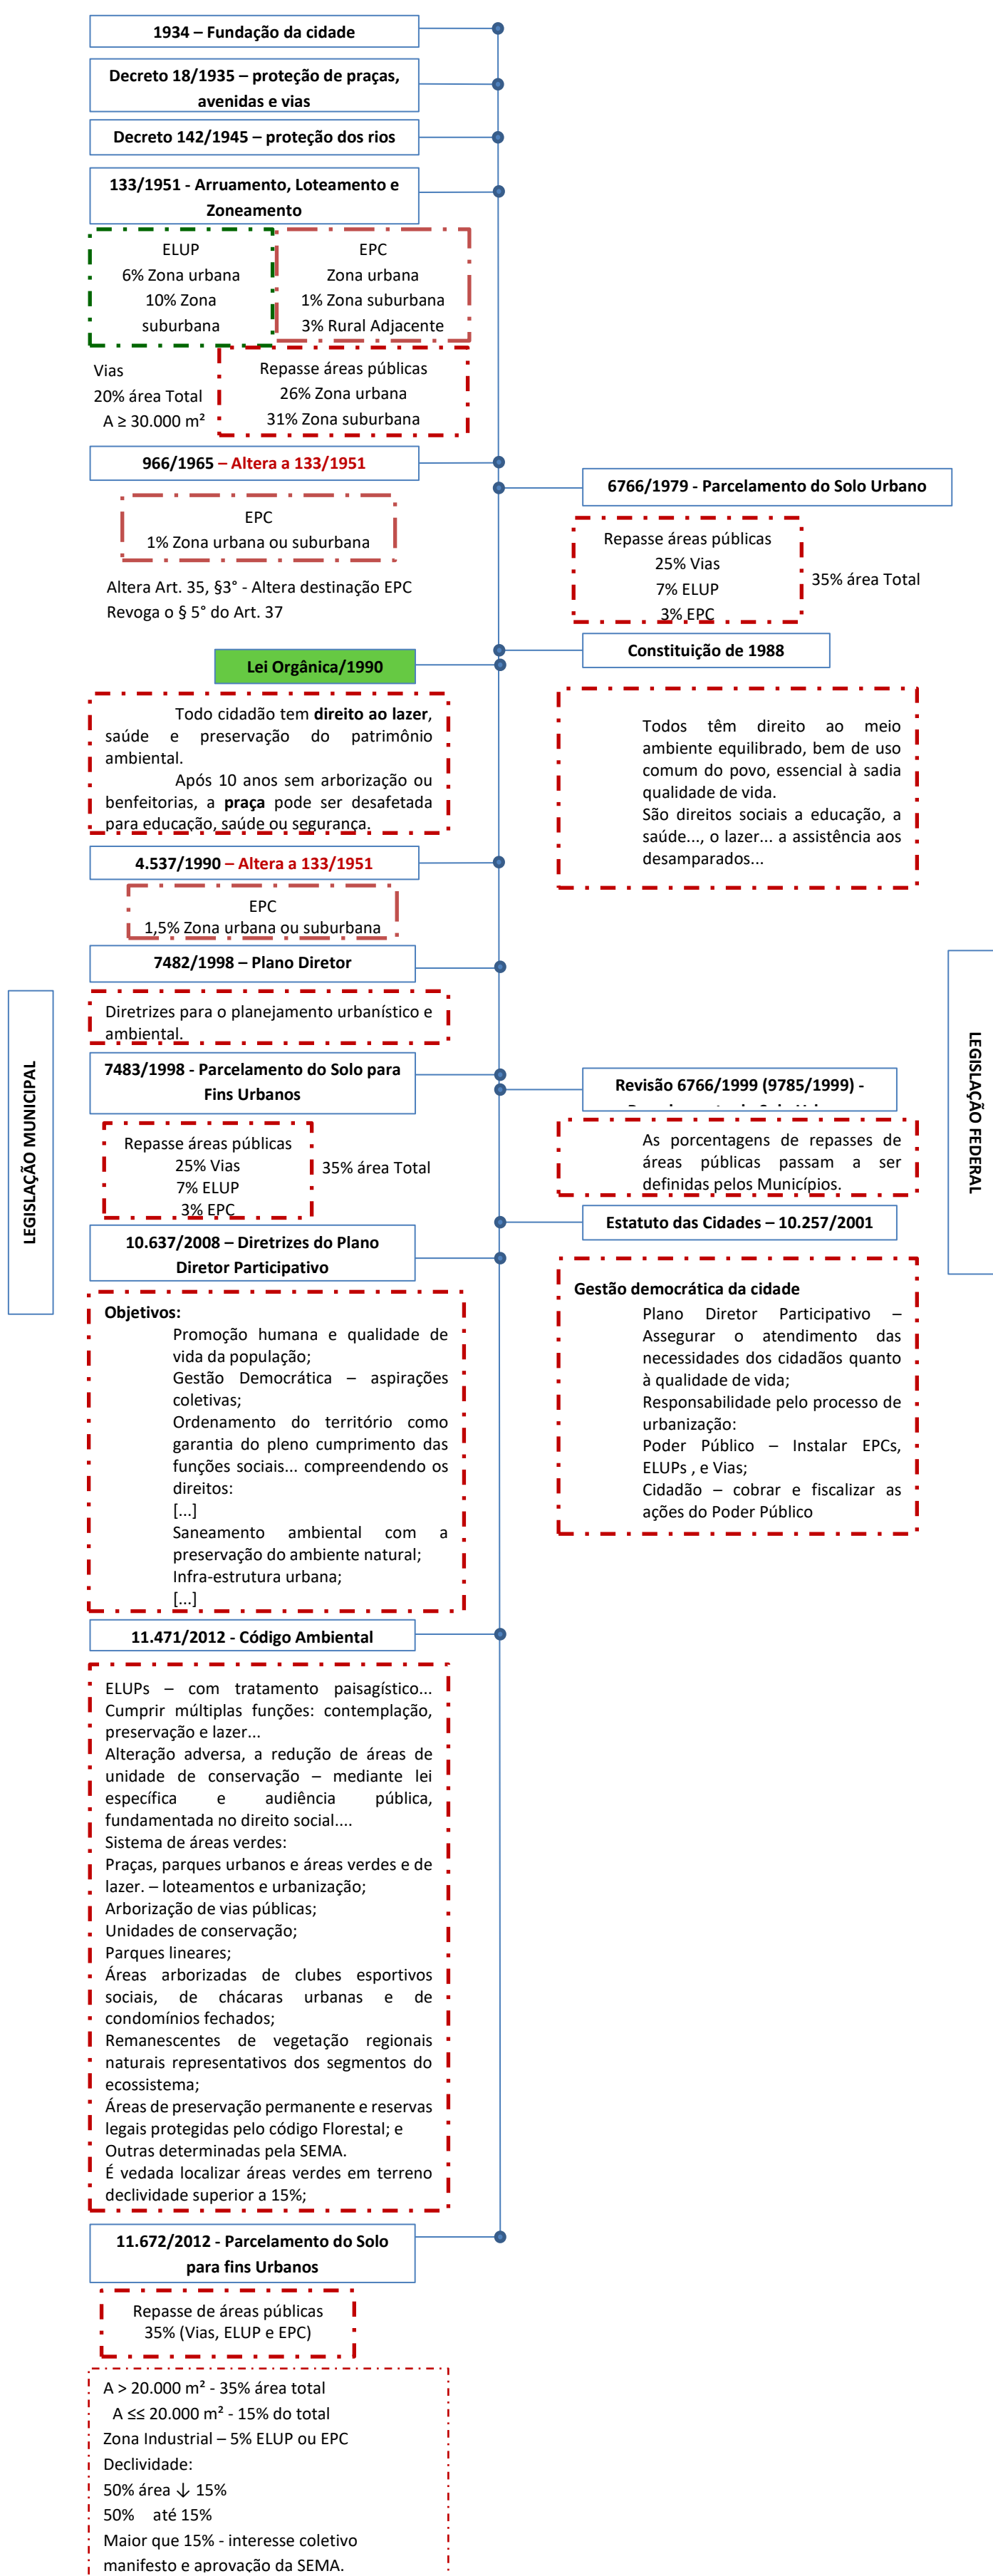 1934 – Fundação da cidade
Decreto 18/1935 – proteção de praças,
avenidas e vias
Decreto 142/1945 – proteção dos rios
133/1951 - Arruamento, Loteamento e
Zoneamento
ELUP
6% Zona urbana
10% Zona
suburbana
EPC
Zona urbana
1% Zona suburbana
3% Rural Adjacente
Vias
20% área Total
A ≥ 30.000 m²
Repasse áreas públicas
26% Zona urbana
31% Zona suburbana
966/1965 – Altera a 133/1951
6766/1979 - Parcelamento do Solo Urbano
EPC
1% Zona urbana ou suburbana
Repasse áreas públicas
25% Vias
7% ELUP
3% EPC
35% área Total
Altera Art. 35, §3° - Altera destinação EPC
Revoga o § 5° do Art. 37
Constituição de 1988
Lei Orgânica/1990
Todo cidadão tem direito ao lazer,
saúde e preservação do patrimônio
ambiental.
Após 10 anos sem arborização ou
benfeitorias, a praça pode ser desafetada
para educação, saúde ou segurança.
Todos têm direito ao meio
ambiente equilibrado, bem de uso
comum do povo, essencial à sadia
qualidade de vida.
São direitos sociais a educação, a
saúde..., o lazer... a assistência aos
desamparados...
4.537/1990 – Altera a 133/1951
EPC
1,5% Zona urbana ou suburbana
7482/1998 – Plano Diretor
Diretrizes para o planejamento urbanístico e
ambiental.
LEGISLAÇÃO MUNICIPAL
LEGISLAÇÃO FEDERAL
7483/1998 - Parcelamento do Solo para
Fins Urbanos
Revisão 6766/1999 (9785/1999) -
Repasse áreas públicas
25% Vias
7% ELUP
3% EPC
35% área Total
As porcentagens de repasses de
áreas públicas passam a ser
definidas pelos Municípios.
Estatuto das Cidades – 10.257/2001
10.637/2008 – Diretrizes do Plano
Diretor Participativo
Gestão democrática da cidade
Plano Diretor Participativo –
Assegurar o atendimento das
necessidades dos cidadãos quanto
à qualidade de vida;
Responsabilidade pelo processo de
urbanização:
Poder Público – Instalar EPCs,
ELUPs , e Vias;
Cidadão – cobrar e fiscalizar as
ações do Poder Público
Objetivos:
Promoção humana e qualidade de
vida da população;
Gestão Democrática – aspirações
coletivas;
Ordenamento do território como
garantia do pleno cumprimento das
funções sociais... compreendendo os
direitos:
[...]
Saneamento ambiental com a
preservação do ambiente natural;
Infra-estrutura urbana;
[...]
11.471/2012 - Código Ambiental
ELUPs – com tratamento paisagístico...
Cumprir múltiplas funções: contemplação,
preservação e lazer...
Alteração adversa, a redução de áreas de
unidade de conservação – mediante lei
específica e audiência pública,
fundamentada no direito social....
Sistema de áreas verdes:
Praças, parques urbanos e áreas verdes e de
lazer. – loteamentos e urbanização;
Arborização de vias públicas;
Unidades de conservação;
Parques lineares;
Áreas arborizadas de clubes esportivos
sociais, de chácaras urbanas e de
condomínios fechados;
Remanescentes de vegetação regionais
naturais representativos dos segmentos do
ecossistema;
Áreas de preservação permanente e reservas
legais protegidas pelo código Florestal; e
Outras determinadas pela SEMA.
É vedada localizar áreas verdes em terreno
declividade superior a 15%;
11.672/2012 - Parcelamento do Solo
para fins Urbanos
Repasse de áreas públicas
35% (Vias, ELUP e EPC)
A > 20.000 m² - 35% área total
A ≤≤ 20.000 m² - 15% do total
Zona Industrial – 5% ELUP ou EPC
Declividade:
50% área ↓ 15%
50% até 15%
Maior que 15% - interesse coletivo
manifesto e aprovação da SEMA.